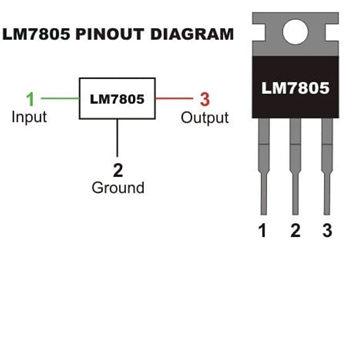 LM7805 PINOUT DIAGRAM
1
Input
LM7805
3
Output
2
Ground
LM7805
1 2 3